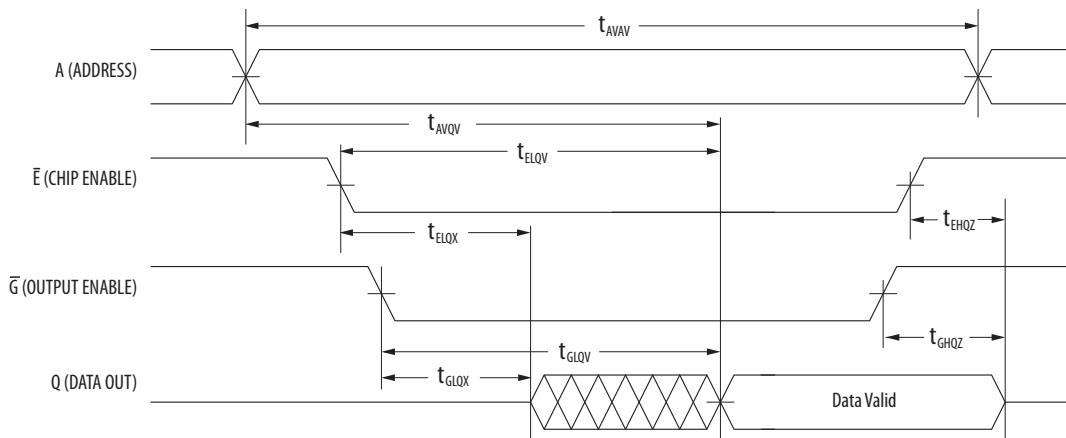 tAVAV
A (ADDRESS)
tAVQV
tELQV
Ē (CHIP ENABLE)
tEHQZ
tELQX
G̅ (OUTPUT ENABLE)
tGHQZ
tGLQV
tGLQX
Q (DATA OUT)
Data Valid